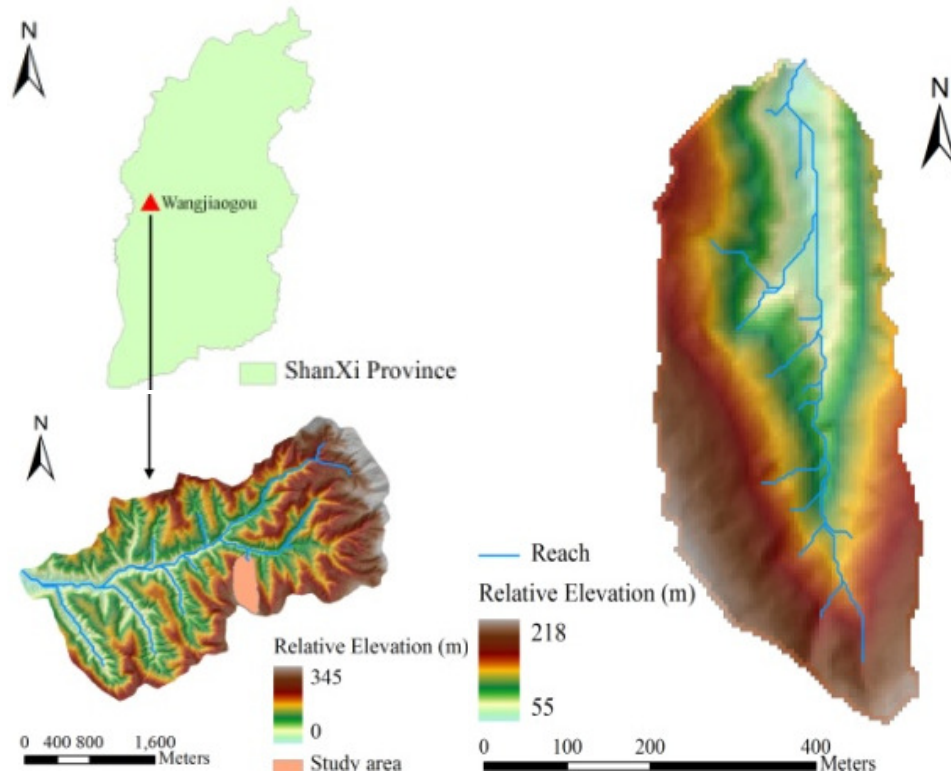 N
Wangjiaogou
ShanXi Province
N
Relative Elevation (m)
345
0
Study area
0 400 800 1,600
Meters
N
Reach
Relative Elevation (m)
218
55
0 100 200 400
Meters